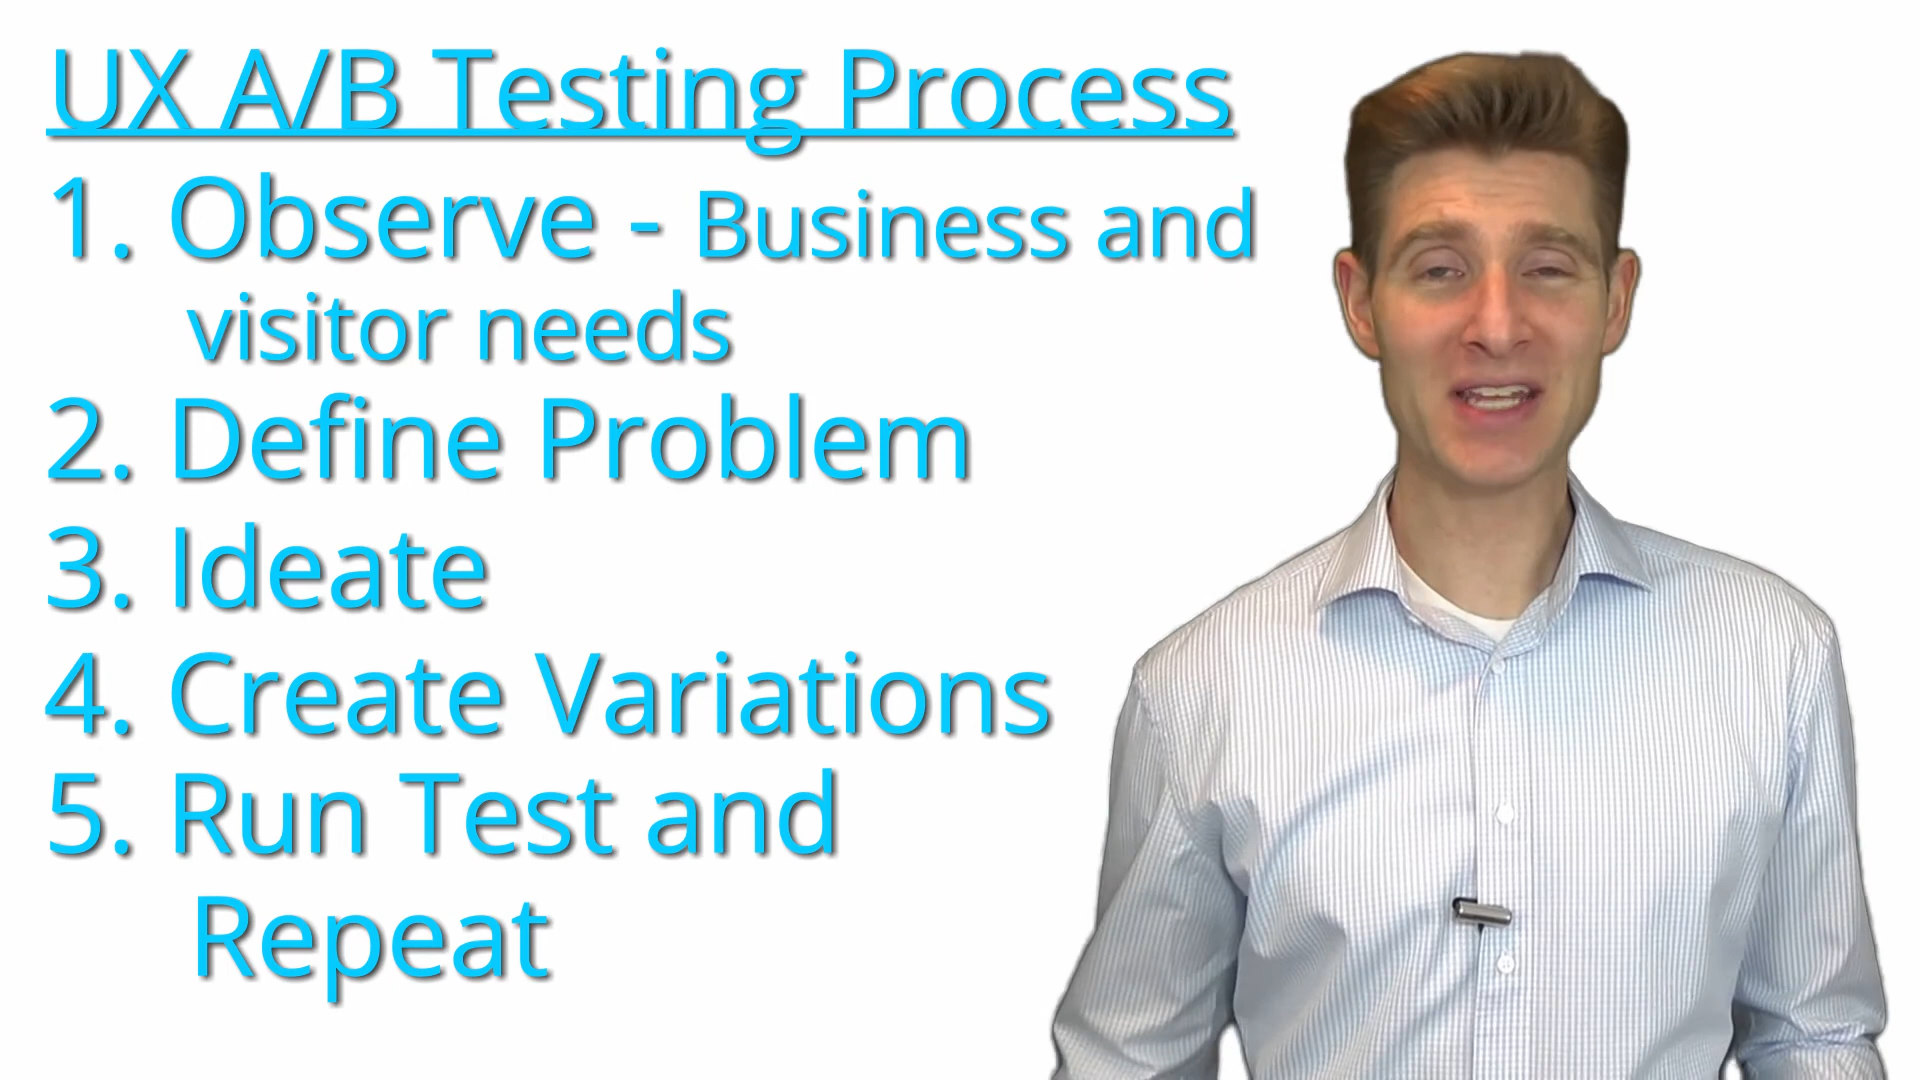 UX A/B Testing Process
1. Observe - Business and
visitor needs
2. Define Problem
3. Ideate
4. Create Variations
5. Run Test and
Repeat